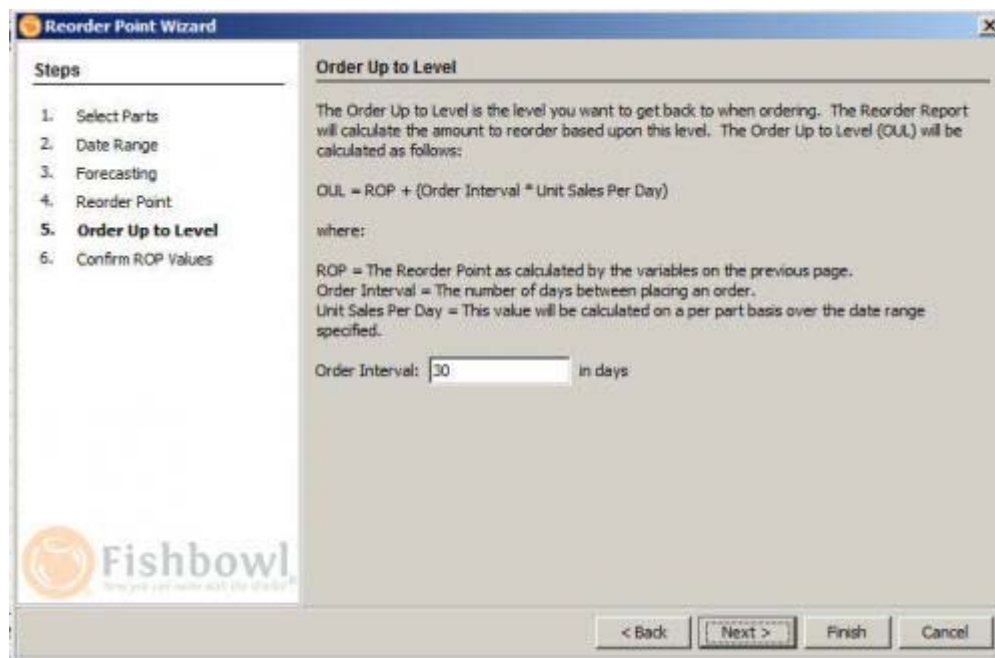 Reorder Point Wizard
Steps
1. Select Parts
2. Date Range
3. Forecasting
4. Reorder Point
5. Order Up to Level
6. Confirm ROP Values
Order Up to Level
The Order Up to Level is the level you want to get back to when ordering. The Reorder Report
will calculate the amount to reorder based upon this level. The Order Up to Level (OUL) will be
calculated as follows:
OUL = ROP + (Order Interval * Unit Sales Per Day)
where:
ROP = The Reorder Point as calculated by the variables on the previous page.
Order Interval = The number of days between placing an order.
Unit Sales Per Day = This value will be calculated on a per part basis over the date range
specified.
Order Interval: 30 in days
Fishbowl
< Back Next > Finish Cancel